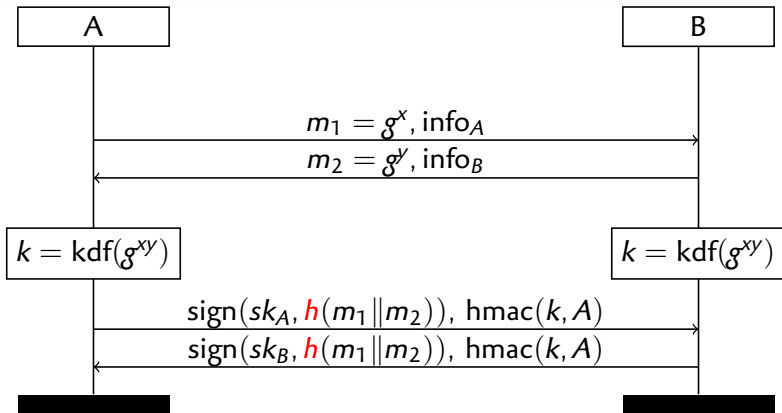 A
B
m₁ = gˣ, info_A
m₂ = gʸ, info_B
k = kdf(gˣʸ)
k = kdf(gˣʸ)
sign(sk_A, h(m₁∥m₂)), hmac(k, A)
sign(sk_B, h(m₁∥m₂)), hmac(k, A)